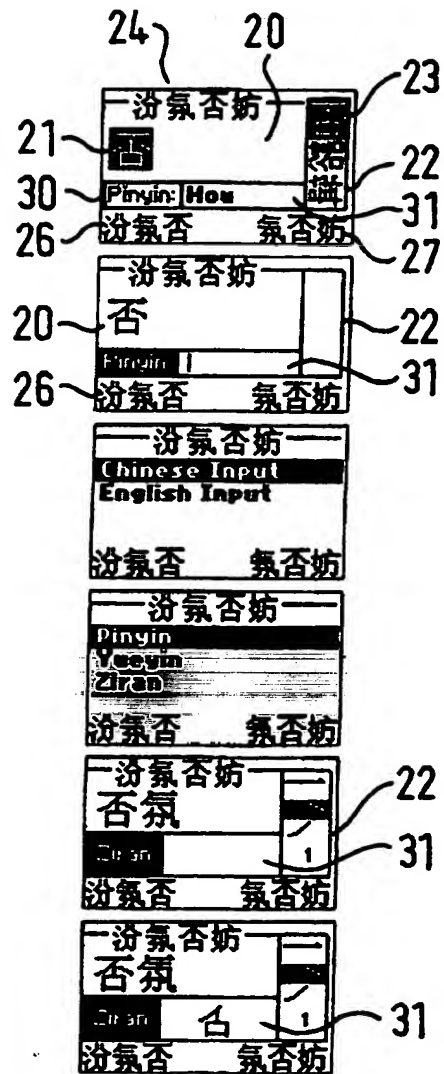 24 20
汾氛否妨 23
21 否 22
30 Pinyin: Hou 31
26 汾氛否 氛否妨 27
汾氛否妨
20 否 22
Pinyin 31
26 汾氛否 氛否妨
汾氛否妨
Chinese Input
English Input
汾氛否 氛否妨
汾氛否妨
Pinyin
Yueyin
Ziran
汾氛否 氛否妨
汾氛否妨 一
否氛 22
ノ
Ziran 1 31
汾氛否 氛否妨
汾氛否妨 一
否氛
ノ
Ziran 1 31
汾氛否 氛否妨